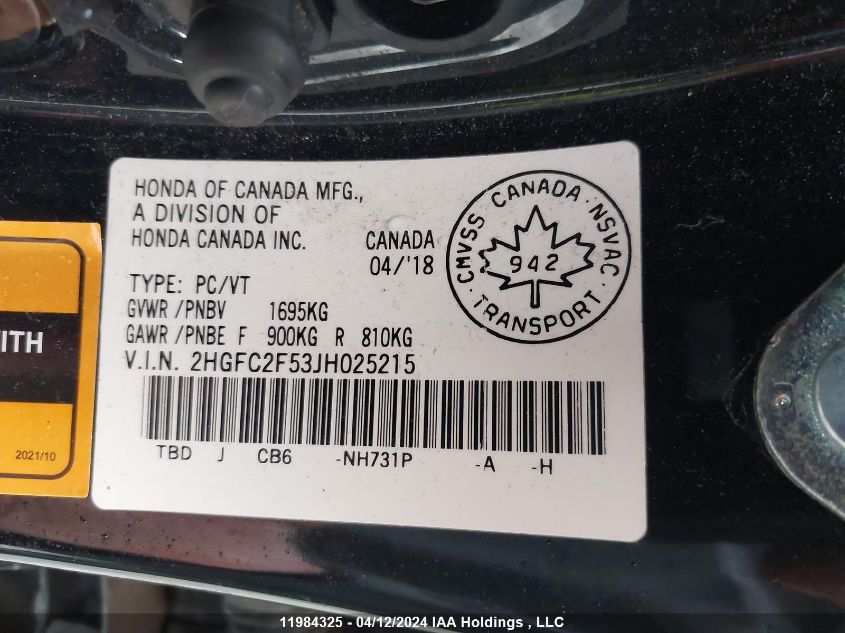 HONDA OF CANADA MFG.,
A DIVISION OF
HONDA CANADA INC.
CANADA
04/'18
TYPE: PC/VT
GVWR /PNBV 1695KG
GAWR /PNBE F 900KG R 810KG
V.I.N. 2HGFC2F53JH025215
TBD J CB6 -NH731P -A -H
CMVSS CANADA NSVAC
942
TRANSPORT
2021/10
11984325 - 04/12/2024 IAA Holdings , LLC